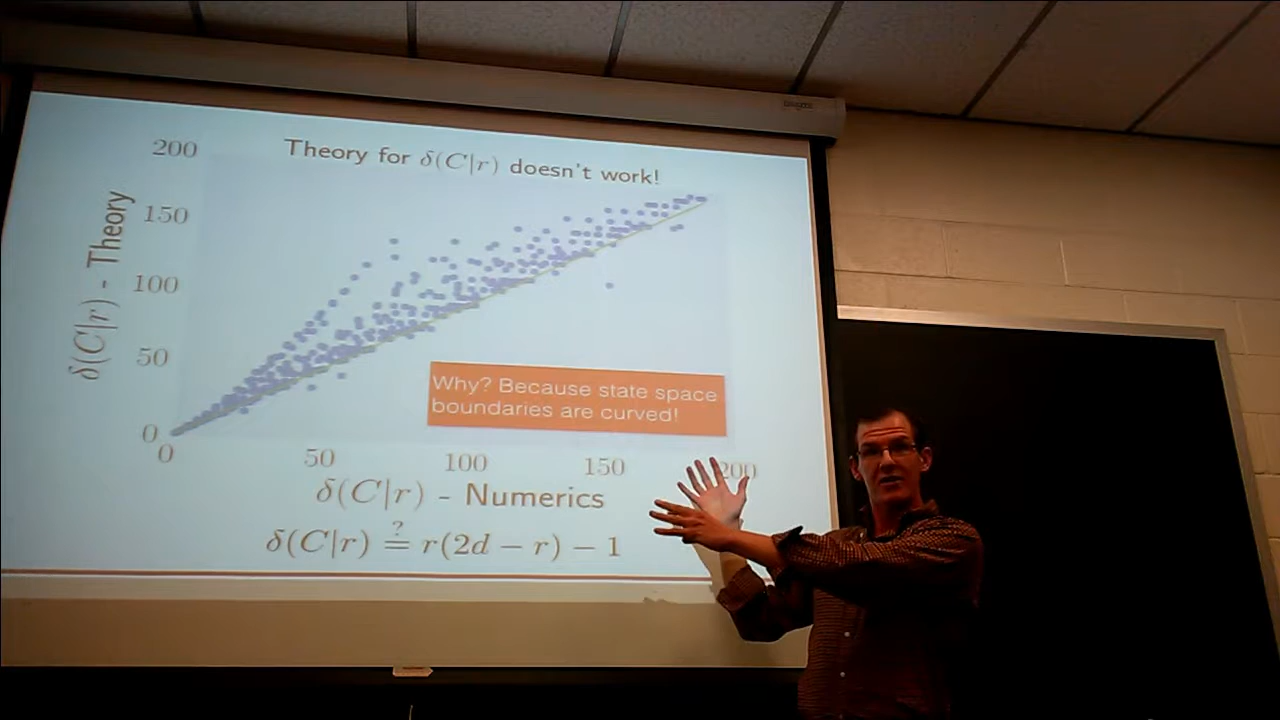 Theory for δ(C|r) doesn't work!
200
150
100
50
0
δ(C|r) - Theory
Why? Because state space
boundaries are curved!
0 50 100 150 200
δ(C|r) - Numerics
δ(C|r) ≟ r(2d − r) − 1